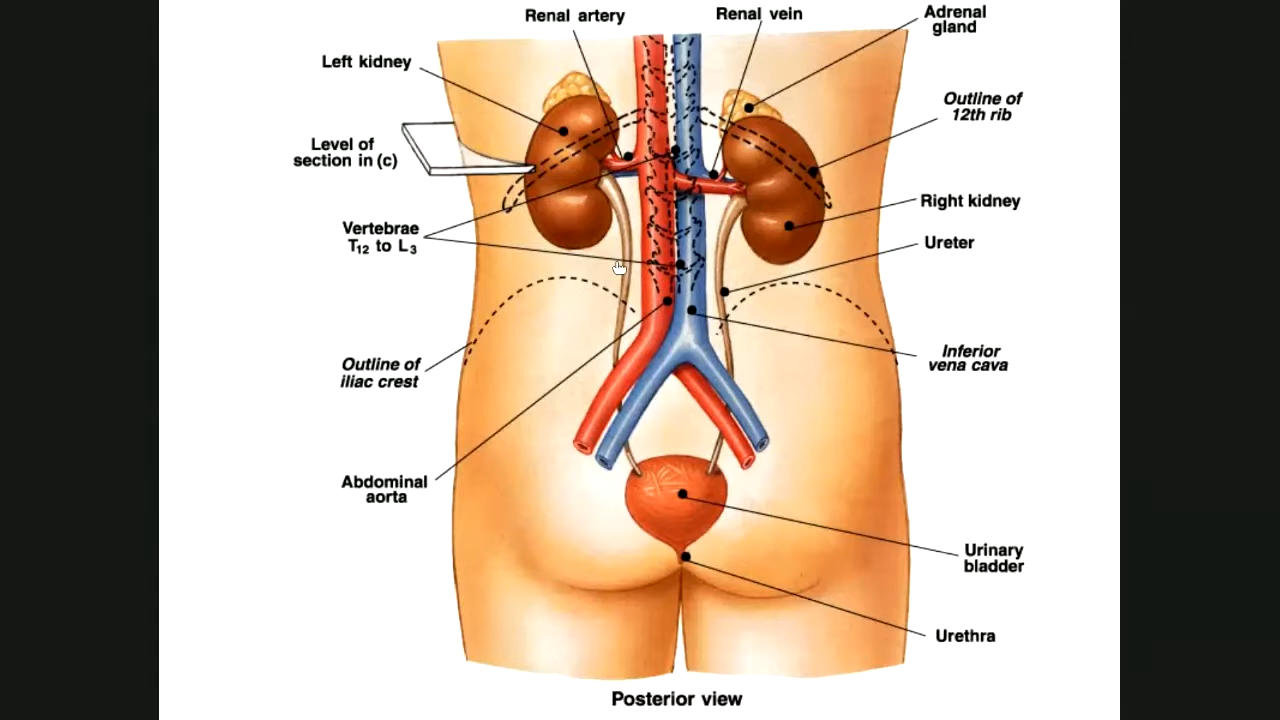 Renal artery
Renal vein
Adrenal
gland
Left kidney
Outline of
12th rib
Level of
section in (c)
Right kidney
Vertebrae
T₁₂ to L₃
Ureter
Outline of
iliac crest
Inferior
vena cava
Abdominal
aorta
Urinary
bladder
Urethra
Posterior view